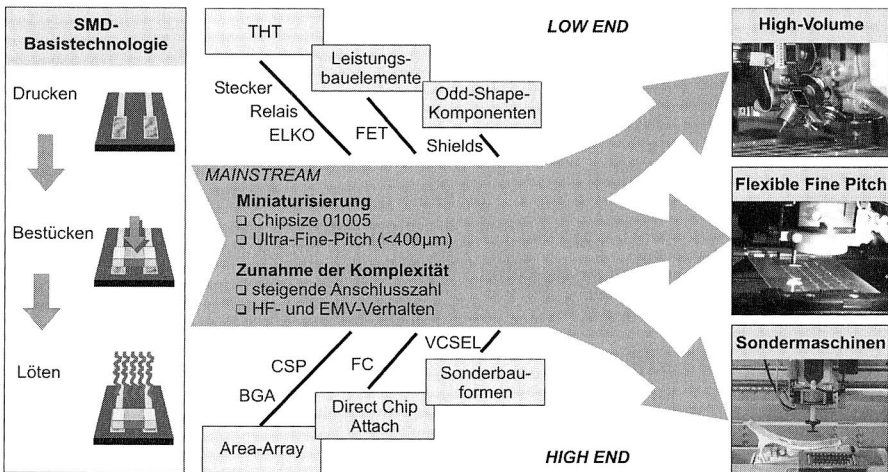 SMD-
Basistechnologie
Drucken
Bestücken
Löten
THT
Leistungs-
bauelemente
Odd-Shape-
Komponenten
Stecker
Relais
ELKO
FET
Shields
LOW END
MAINSTREAM
Miniaturisierung
❑ Chipsize 01005
❑ Ultra-Fine-Pitch (<400µm)
Zunahme der Komplexität
❑ steigende Anschlusszahl
❑ HF- und EMV-Verhalten
CSP
BGA
FC
VCSEL
Area-Array
Direct Chip
Attach
Sonderbau-
formen
HIGH END
High-Volume
Flexible Fine Pitch
Sondermaschinen